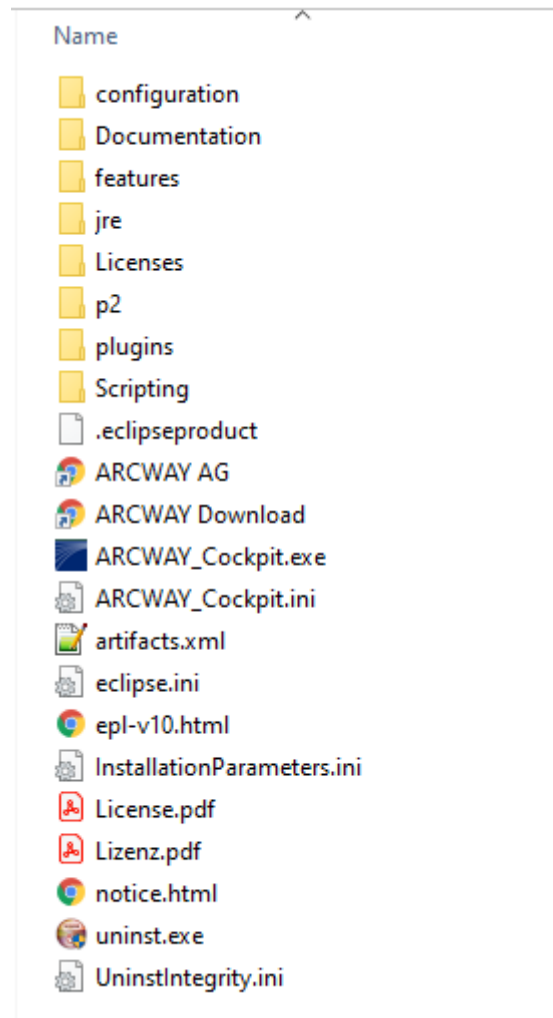 Name
configuration
Documentation
features
jre
Licenses
p2
plugins
Scripting
.eclipseproduct
ARCWAY AG
ARCWAY Download
ARCWAY_Cockpit.exe
ARCWAY_Cockpit.ini
artifacts.xml
eclipse.ini
epl-v10.html
InstallationParameters.ini
License.pdf
Lizenz.pdf
notice.html
uninst.exe
UninstIntegrity.ini